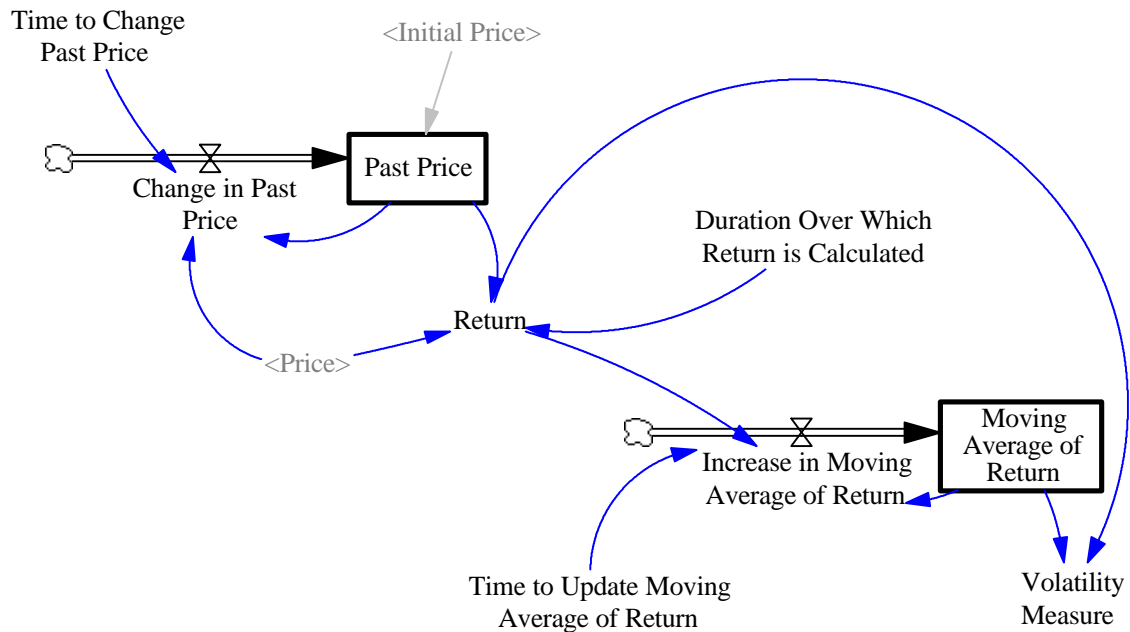 Time to Change
Past Price
<Initial Price>
Past Price
Change in Past
Price
Duration Over Which
Return is Calculated
Return
<Price>
Moving
Average of
Return
Increase in Moving
Average of Return
Time to Update Moving
Average of Return
Volatility
Measure